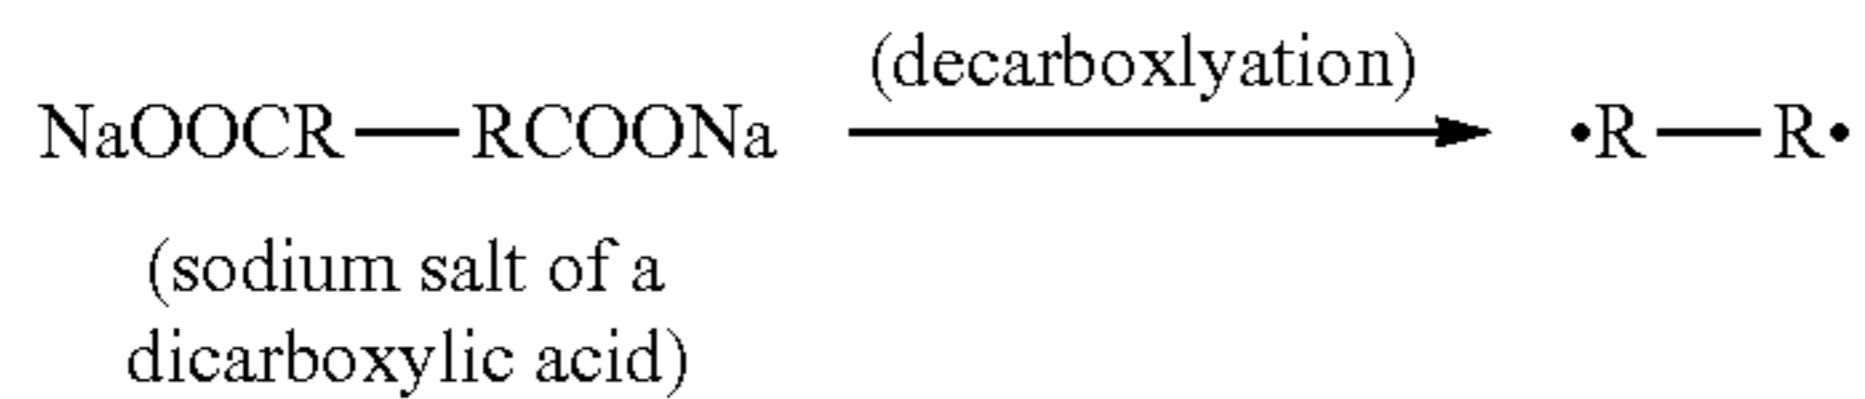 (decarboxlyation)
NaOOCR—RCOONa •R—R•
(sodium salt of a
dicarboxylic acid)